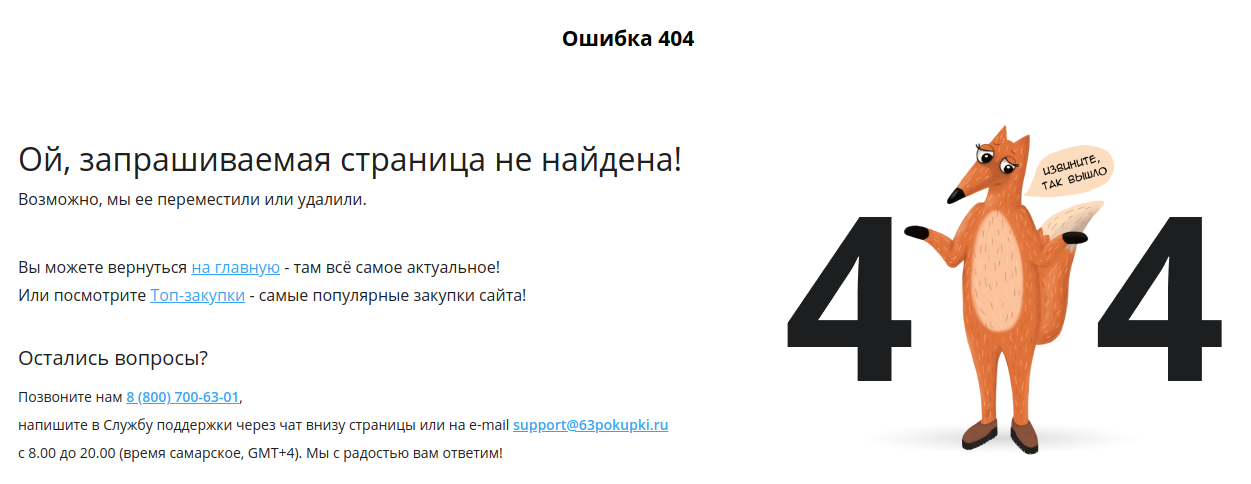 Ошибка 404
Ой, запрашиваемая страница не найдена!
Возможно, мы ее переместили или удалили.
Вы можете вернуться на главную - там всё самое актуальное!
Или посмотрите Топ-закупки - самые популярные закупки сайта!
Остались вопросы?
Позвоните нам 8 (800) 700-63-01,
напишите в Службу поддержки через чат внизу страницы или на e-mail support@63pokupki.ru
с 8.00 до 20.00 (время самарское, GMT+4). Мы с радостью вам ответим!
извините,
так вышло
4 4